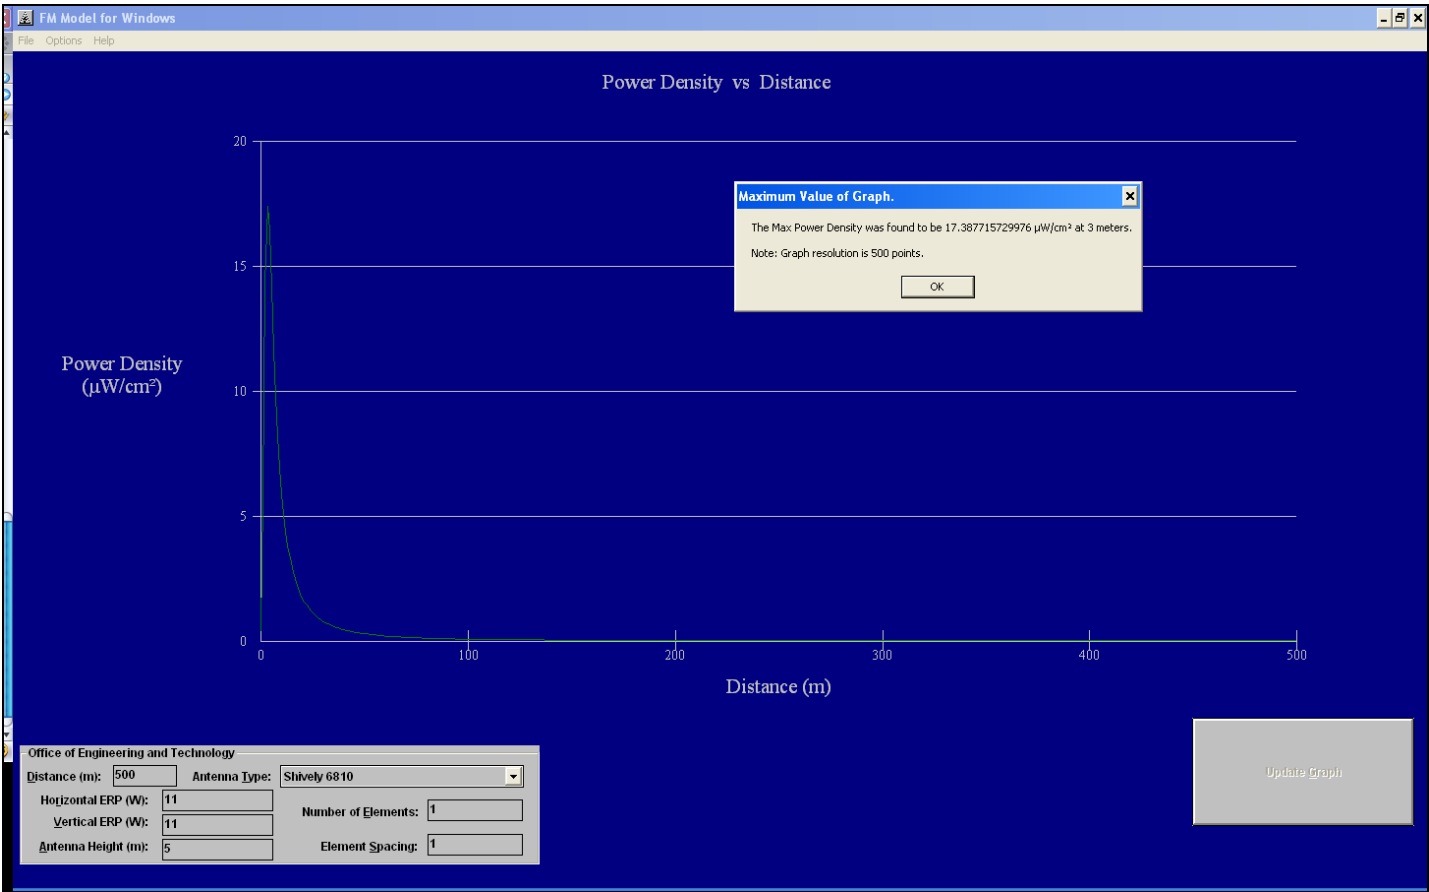 FM Model for Windows
File Options Help
Power Density vs Distance
20
15
10
5
0
Power Density
(µW/cm²)
0 100 200 300 400 500
Distance (m)
Maximum Value of Graph.
The Max Power Density was found to be 17.387715729976 µW/cm² at 3 meters.
Note: Graph resolution is 500 points.
OK
Office of Engineering and Technology
Distance (m): 500 Antenna Type: Shively 6810
Horizontal ERP (W): 11
Vertical ERP (W): 11
Antenna Height (m): 5
Number of Elements: 1
Element Spacing: 1
Update Graph